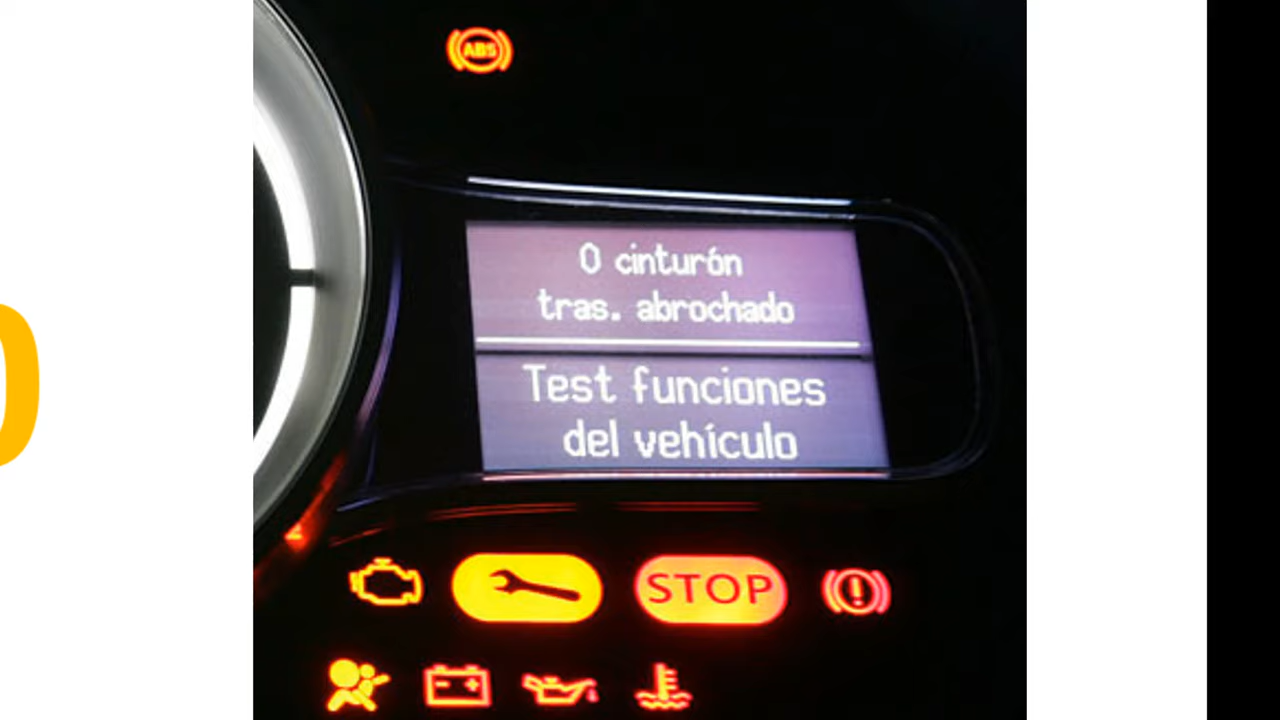 ABS
0 cinturón
tras. abrochado
Test funciones
del vehículo
STOP